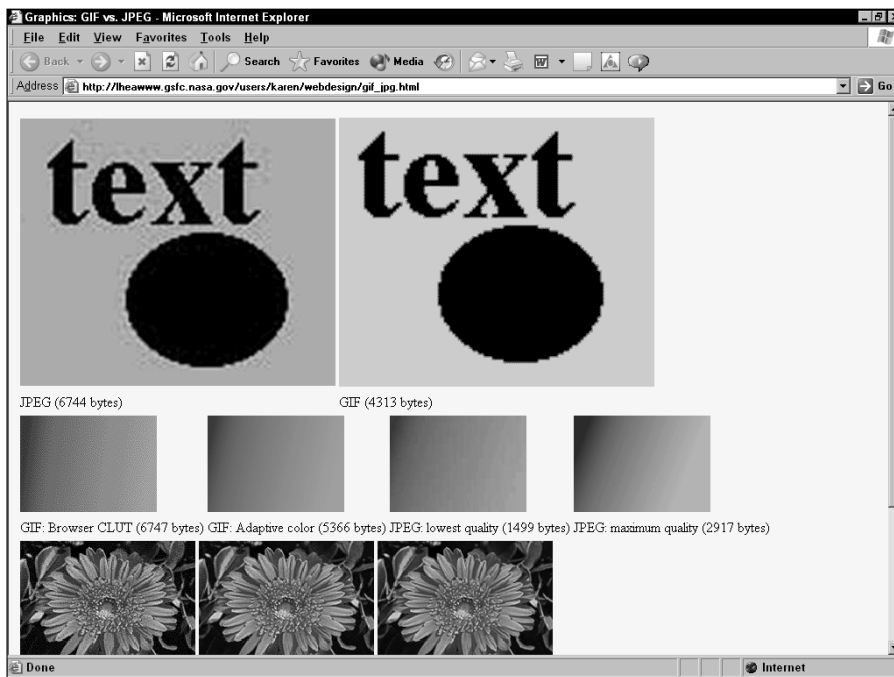 Graphics: GIF vs. JPEG - Microsoft Internet Explorer
File Edit View Favorites Tools Help
Back Search Favorites Media
Address http://lheawww.gsfc.nasa.gov/users/karen/webdesign/gif_jpg.html Go
text text
JPEG (6744 bytes) GIF (4313 bytes)
GIF: Browser CLUT (6747 bytes) GIF: Adaptive color (5366 bytes) JPEG: lowest quality (1499 bytes) JPEG: maximum quality (2917 bytes)
Done Internet